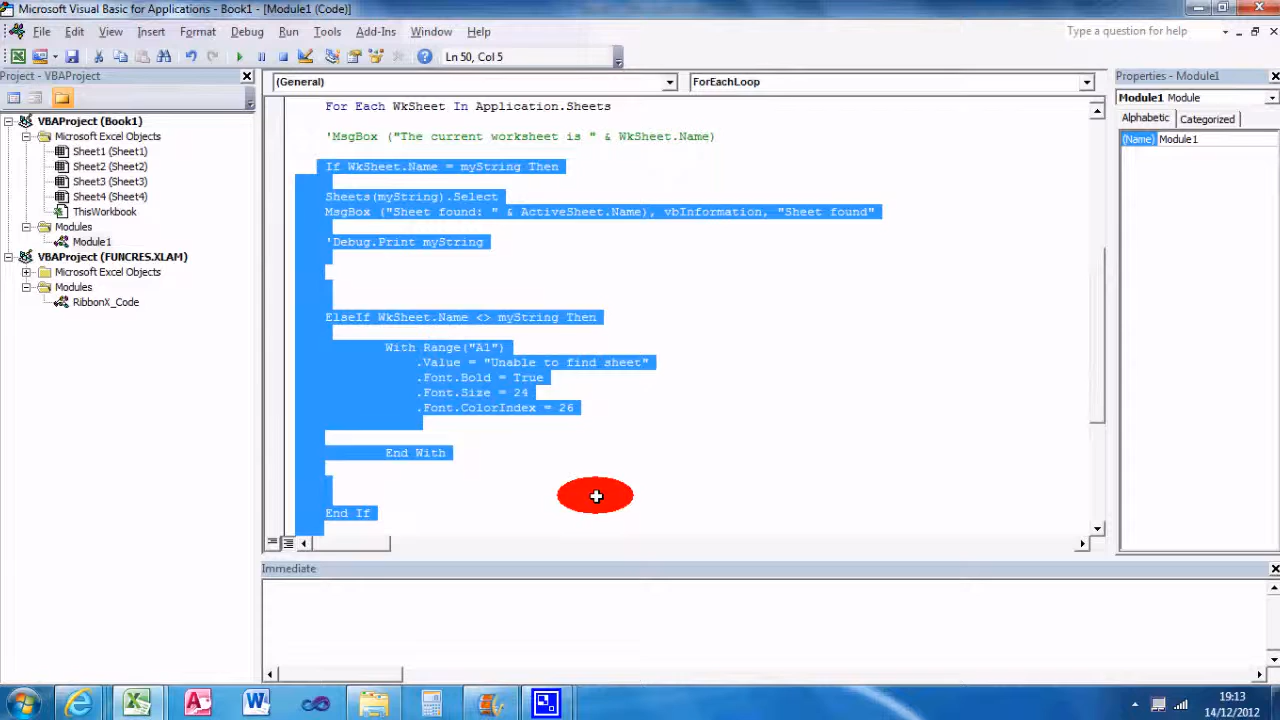 Microsoft Visual Basic for Applications - Book1 - [Module1 (Code)]
File Edit View Insert Format Debug Run Tools Add-Ins Window Help
Type a question for help
Ln 50, Col 5
Project - VBAProject
VBAProject (Book1)
Microsoft Excel Objects
Sheet1 (Sheet1)
Sheet2 (Sheet2)
Sheet3 (Sheet3)
Sheet4 (Sheet4)
ThisWorkbook
Modules
Module1
VBAProject (FUNCRES.XLAM)
Microsoft Excel Objects
Modules
RibbonX_Code
(General)
ForEachLoop
For Each WkSheet In Application.Sheets
'MsgBox ("The current worksheet is " & WkSheet.Name)
If WkSheet.Name = myString Then
Sheets(myString).Select
MsgBox ("Sheet found: " & ActiveSheet.Name), vbInformation, "Sheet found"
'Debug.Print myString
ElseIf WkSheet.Name <> myString Then
With Range("A1")
.Value = "Unable to find sheet"
.Font.Bold = True
.Font.Size = 24
.Font.ColorIndex = 26
End With
End If
Properties - Module1
Module1 Module
Alphabetic Categorized
(Name) Module1
Immediate
19:13
14/12/2012